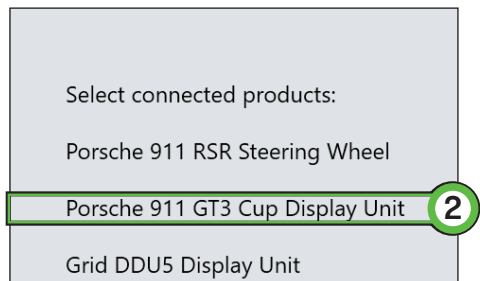 Select connected products:
Porsche 911 RSR Steering Wheel
Porsche 911 GT3 Cup Display Unit 2
Grid DDU5 Display Unit